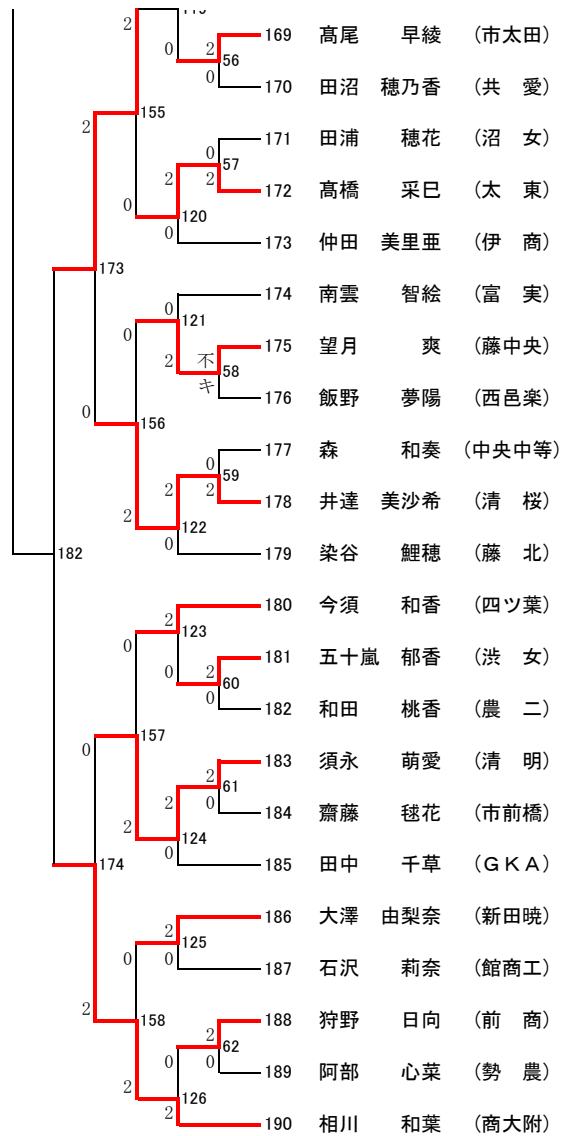 169 髙尾 早綾 (市太田)
170 田沼 穂乃香 (共 愛)
171 田浦 穂花 (沼 女)
172 髙橋 采巳 (太 東)
173 仲田 美里亜 (伊 商)
174 南雲 智絵 (富 実)
175 望月 爽 (藤中央)
176 飯野 夢陽 (西邑楽)
177 森 和奏 (中央中等)
178 井達 美沙希 (清 桜)
179 染谷 鯉穂 (藤 北)
180 今須 和香 (四ツ葉)
181 五十嵐 郁香 (渋 女)
182 和田 桃香 (農 二)
183 須永 萌愛 (清 明)
184 齋藤 毬花 (市前橋)
185 田中 千草 (GKA)
186 大澤 由梨奈 (新田暁)
187 石沢 莉奈 (館商工)
188 狩野 日向 (前 商)
189 阿部 心菜 (勢 農)
190 相川 和葉 (商大附)
2
0
2
56
0
155
2
0
57
2
2
0
120
0
173
0
121
0
2
不
キ
58
0
156
0
59
2
2
2
122
0
182
2
123
0
0
2
60
0
157
0
2
61
0
2
2
124
0
174
2
125
0
0
2
158
2
62
0
0
2
126
2